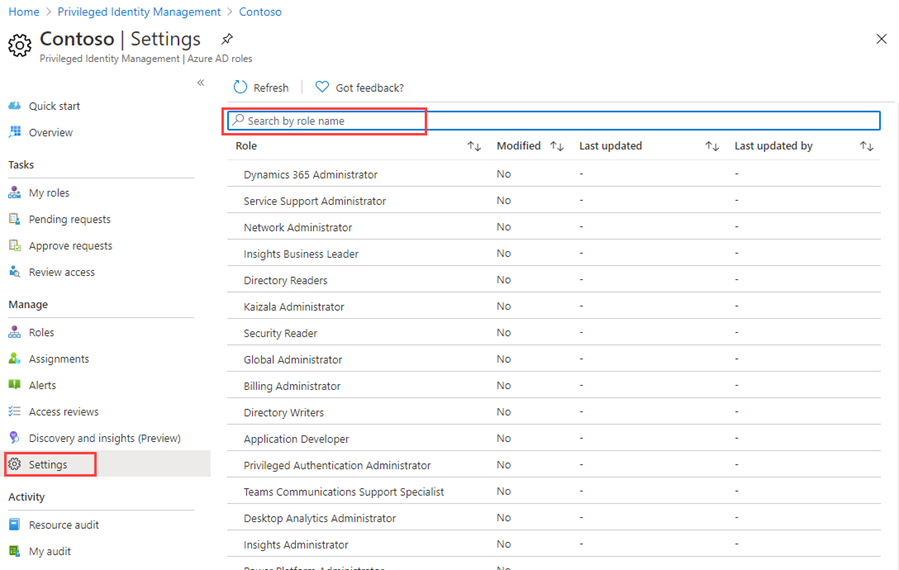 Home > Privileged Identity Management > Contoso
Contoso | Settings
Privileged Identity Management | Azure AD roles
«
Refresh | Got feedback?
Quick start
Overview
Tasks
My roles
Pending requests
Approve requests
Review access
Manage
Roles
Assignments
Alerts
Access reviews
Discovery and insights (Preview)
Settings
Activity
Resource audit
My audit
Search by role name
Role Modified Last updated Last updated by
Dynamics 365 Administrator No - -
Service Support Administrator No - -
Network Administrator No - -
Insights Business Leader No - -
Directory Readers No - -
Kaizala Administrator No - -
Security Reader No - -
Global Administrator No - -
Billing Administrator No - -
Directory Writers No - -
Application Developer No - -
Privileged Authentication Administrator No - -
Teams Communications Support Specialist No - -
Desktop Analytics Administrator No - -
Insights Administrator No - -
Power Platform Administrator No - -